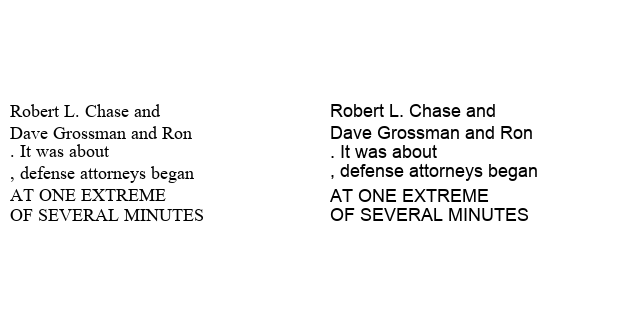 Robert L. Chase and
Dave Grossman and Ron
. It was about
, defense attorneys began
AT ONE EXTREME
OF SEVERAL MINUTES
Robert L. Chase and
Dave Grossman and Ron
. It was about
, defense attorneys began
AT ONE EXTREME
OF SEVERAL MINUTES